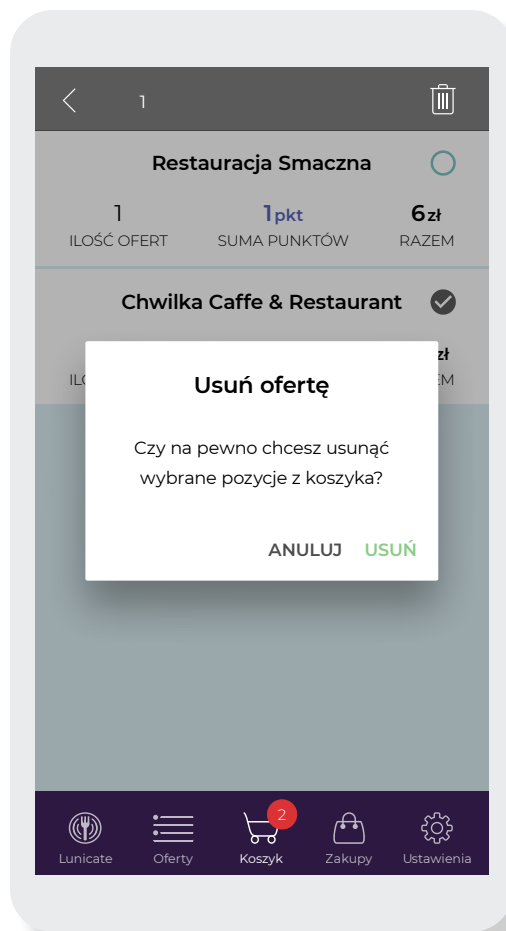 1
Restauracja Smaczna
1 1pkt 6zł
ILOŚĆ OFERT SUMA PUNKTÓW RAZEM
Chwilka Caffe & Restaurant
zł
Usuń ofertę
Czy na pewno chcesz usunąć
wybrane pozycje z koszyka?
ANULUJ USUŃ
2
Lunicate Oferty Koszyk Zakupy Ustawienia